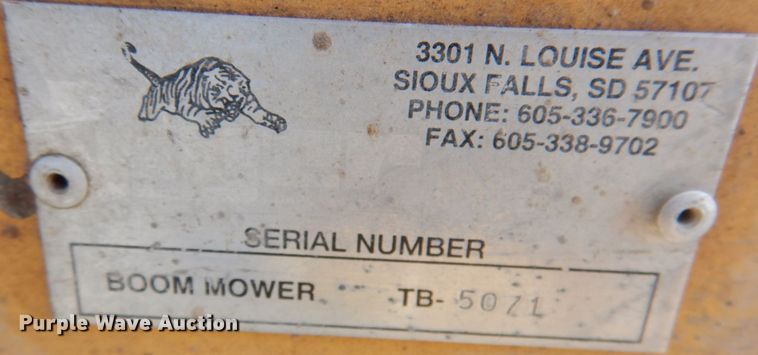 3301 N. LOUISE AVE.
SIOUX FALLS, SD 57107
PHONE: 605-336-7900
FAX: 605-338-9702
SERIAL NUMBER
BOOM MOWER TB- 5071
Purple Wave Auction